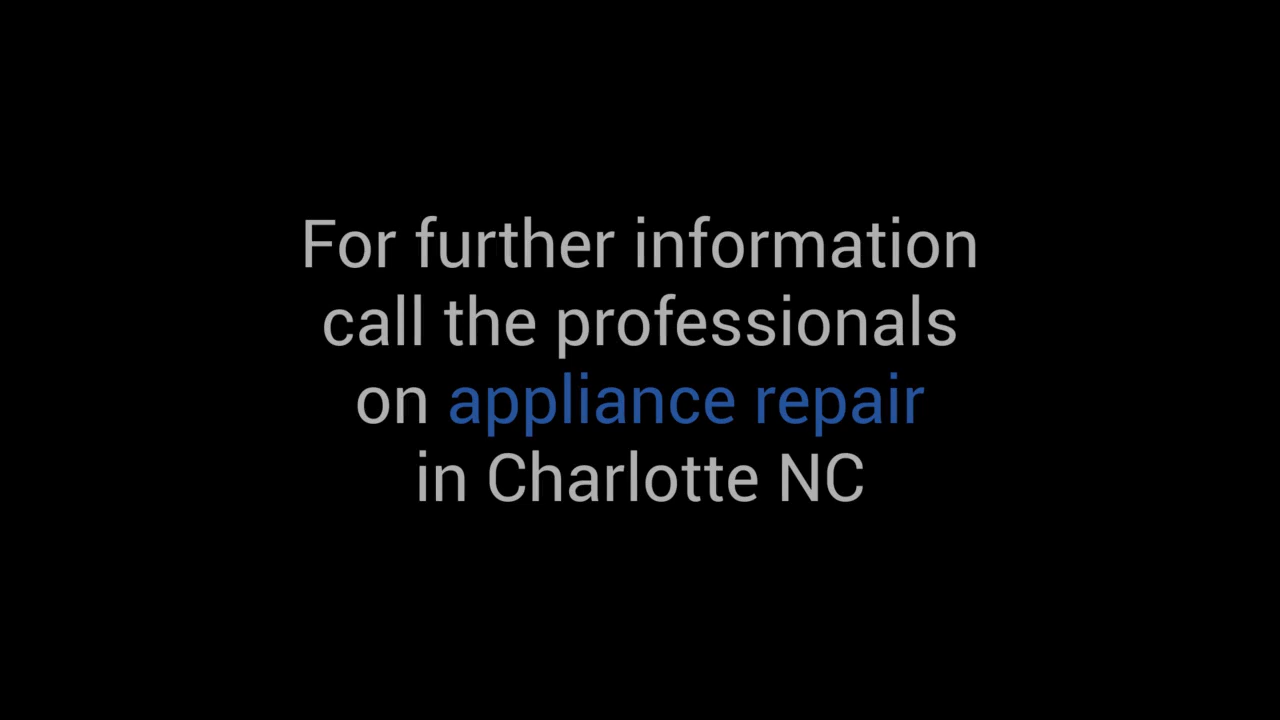 For further information
call the professionals
on appliance repair
in Charlotte NC